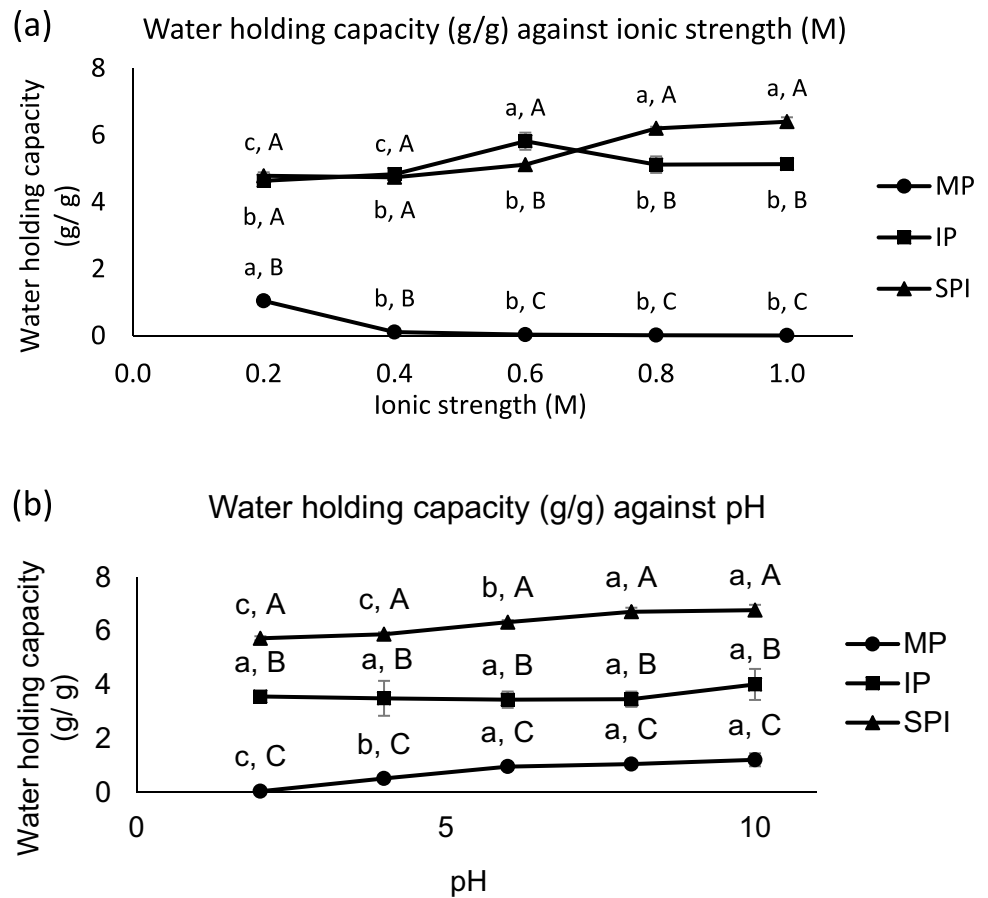 (a)
Water holding capacity (g/g) against ionic strength (M)
Water holding capacity
(g/ g)
8
6
4
2
0
c, A
c, A
a, A
a, A
a, A
b, A
b, A
b, B
b, B
b, B
a, B
b, B
b, C
b, C
b, C
0.0
0.2
0.4
0.6
0.8
1.0
Ionic strength (M)
MP
IP
SPI
(b)
Water holding capacity (g/g) against pH
Water holding capacity
(g/ g)
8
6
4
2
0
c, A
c, A
b, A
a, A
a, A
a, B
a, B
a, B
a, B
a, B
c, C
b, C
a, C
a, C
a, C
0
5
10
pH
MP
IP
SPI